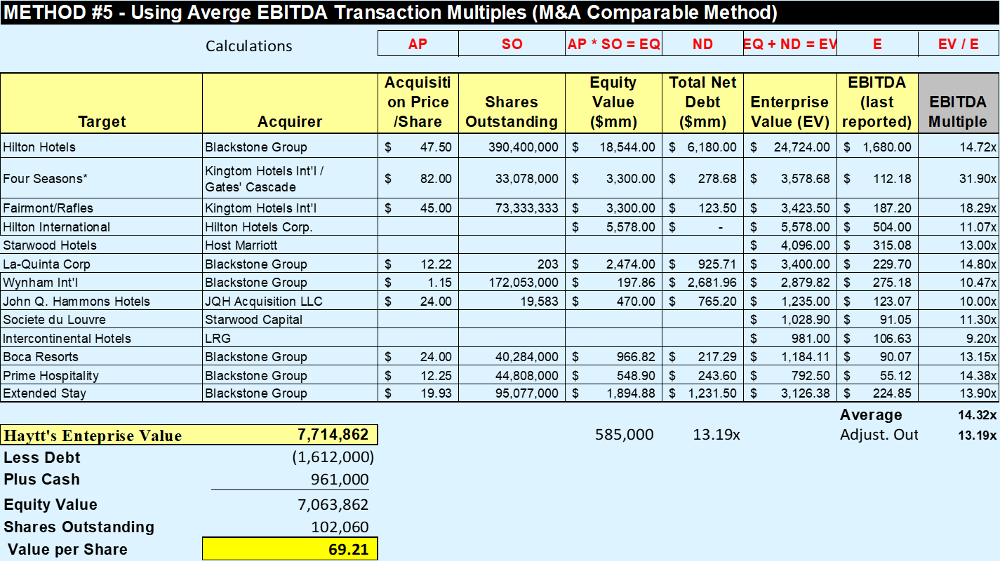 METHOD #5 - Using Averge EBITDA Transaction Multiples (M&A Comparable Method)
Calculations AP SO AP * SO = EQ ND EQ + ND = EV E EV / E
Acquisiti Equity Total Net EBITDA
on Price Shares Value Debt Enterprise (last EBITDA
Target Acquirer /Share Outstanding ($mm) ($mm) Value (EV) reported) Multiple
Hilton Hotels Blackstone Group $ 47.50 390,400,000 $ 18,544.00 $ 6,180.00 $ 24,724.00 $ 1,680.00 14.72x
Kingtom Hotels Int'l /
Four Seasons* $ 82.00 33,078,000 $ 3,300.00 $ 278.68 $ 3,578.68 $ 112.18 31.90x
Gates' Cascade
Fairmont/Rafles Kingtom Hotels Int'l $ 45.00 73,333,333 $ 3,300.00 $ 123.50 $ 3,423.50 $ 187.20 18.29x
Hilton International Hilton Hotels Corp. $ 5,578.00 $ - $ 5,578.00 $ 504.00 11.07x
Starwood Hotels Host Marriott $ 4,096.00 $ 315.08 13.00x
La-Quinta Corp Blackstone Group $ 12.22 203 $ 2,474.00 $ 925.71 $ 3,400.00 $ 229.70 14.80x
Wynham Int'l Blackstone Group $ 1.15 172,053,000 $ 197.86 $ 2,681.96 $ 2,879.82 $ 275.18 10.47x
John Q. Hammons Hotels JQH Acquisition LLC $ 24.00 19,583 $ 470.00 $ 765.20 $ 1,235.00 $ 123.07 10.00x
Societe du Louvre Starwood Capital $ 1,028.90 $ 91.05 11.30x
Intercontinental Hotels LRG $ 981.00 $ 106.63 9.20x
Boca Resorts Blackstone Group $ 24.00 40,284,000 $ 966.82 $ 217.29 $ 1,184.11 $ 90.07 13.15x
Prime Hospitality Blackstone Group $ 12.25 44,808,000 $ 548.90 $ 243.60 $ 792.50 $ 55.12 14.38x
Extended Stay Blackstone Group $ 19.93 95,077,000 $ 1,894.88 $ 1,231.50 $ 3,126.38 $ 224.85 13.90x
Average 14.32x
Haytt's Enteprise Value 7,714,862 585,000 13.19x Adjust. Out 13.19x
Less Debt (1,612,000)
Plus Cash 961,000
Equity Value 7,063,862
Shares Outstanding 102,060
Value per Share 69.21